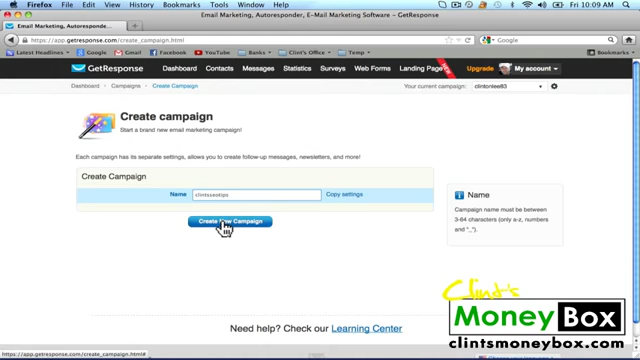 Firefox File Edit View History Bookmarks Tools Window Help
Fri 10:09 AM
Email Marketing, Autoresponder, E-Mail Marketing Software – GetResponse
Email Marketing, Autoresponde...
https://app.getresponse.com/create_campaign.html
Google
Latest Headlines Google Gmail Facebook YouTube Banks Clint's Office Torrent Bookmarks
GetResponse Dashboard Contacts Messages Statistics Surveys Web Forms Landing Page Upgrade My account
Dashboard Campaigns Create Campaign
Your current campaign: clintonlee83
Create campaign
Start a brand new email marketing campaign!
Each campaign has its separate settings, allows you to create follow-up messages, newsletters, and more!
Create Campaign
Name clintsseotips Copy settings
Create New Campaign
Name
Campaign name must be between
3-64 characters (only a-z, numbers
and "_").
Clint's
MoneyBox
clintsmoneybox.com
Need help? Check our Learning Center
https://app.getresponse.com/create_campaign.html#